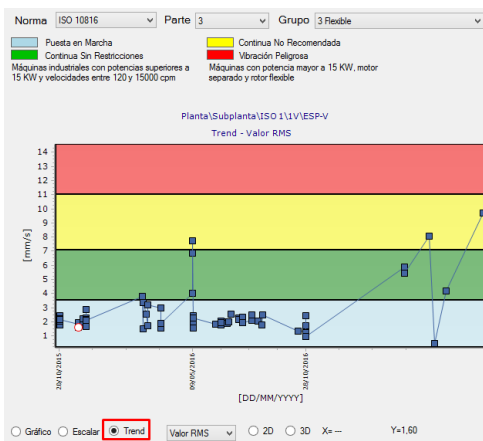 Norma ISO 10816 Parte 3 Grupo 3 Flexible
Puesta en Marcha
Continua No Recomendada
Continua Sin Restricciones
Vibración Peligrosa
Máquinas industriales con potencias superiores a
15 KW y velocidades entre 120 y 15000 cpm
Máquinas con potencia mayor a 15 KW, motor
separado y rotor flexible
Planta\Subplanta\ISO 1\1V\ESP-V
Trend - Valor RMS
14
13
12
11
10
9
8
7
6
5
4
3
2
1
[mm/s]
28/10/2015
09/05/2016
28/10/2016
[DD/MM/YYYY]
Gráfico Escalar Trend Valor RMS 2D 3D X= --- Y=1,60